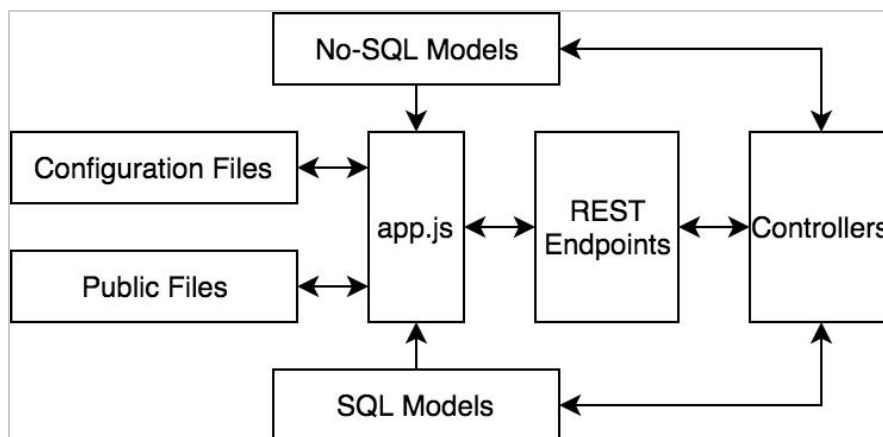 No-SQL Models
Configuration Files
app.js
REST
Endpoints
Controllers
Public Files
SQL Models